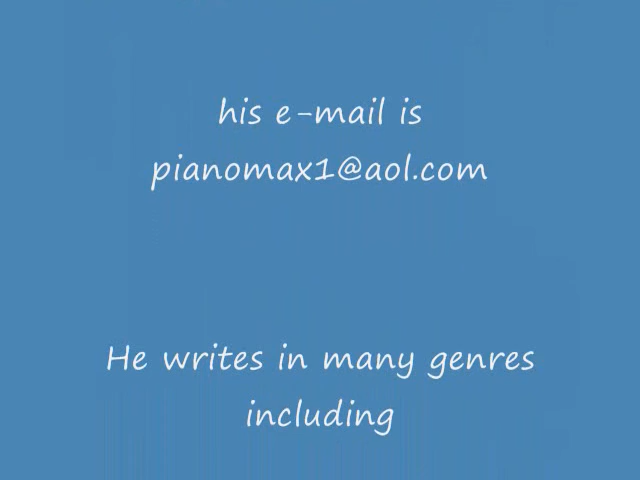 his e-mail is
pianomax1@aol.com
He writes in many genres
including